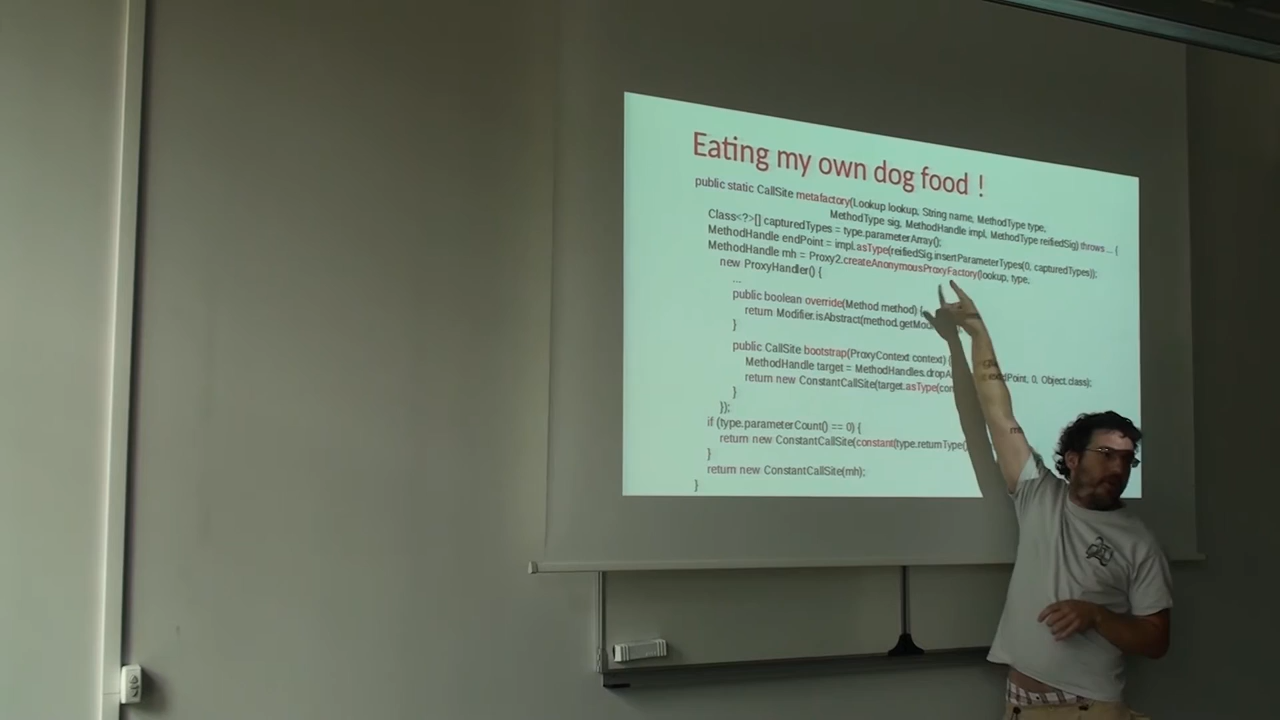 Eating my own dog food !
public static CallSite metafactory(Lookup lookup, String name, MethodType type,
MethodType sig, MethodHandle impl, MethodType reifiedSig) throws ... {
Class<?>[] capturedTypes = type.parameterArray();
MethodHandle endPoint = impl.asType(reifiedSig.insertParameterTypes(0, capturedTypes));
MethodHandle mh = Proxy2.createAnonymousProxyFactory(lookup, type,
new ProxyHandler() {
...
public boolean override(Method method) {
return Modifier.isAbstract(method.getMod
}
public CallSite bootstrap(ProxyContext context) {
MethodHandle target = MethodHandles.dropA endPoint, 0, Object.class);
return new ConstantCallSite(target.asType(con
}
});
if (type.parameterCount() == 0) {
return new ConstantCallSite(constant(type.returnType()
}
return new ConstantCallSite(mh);
}